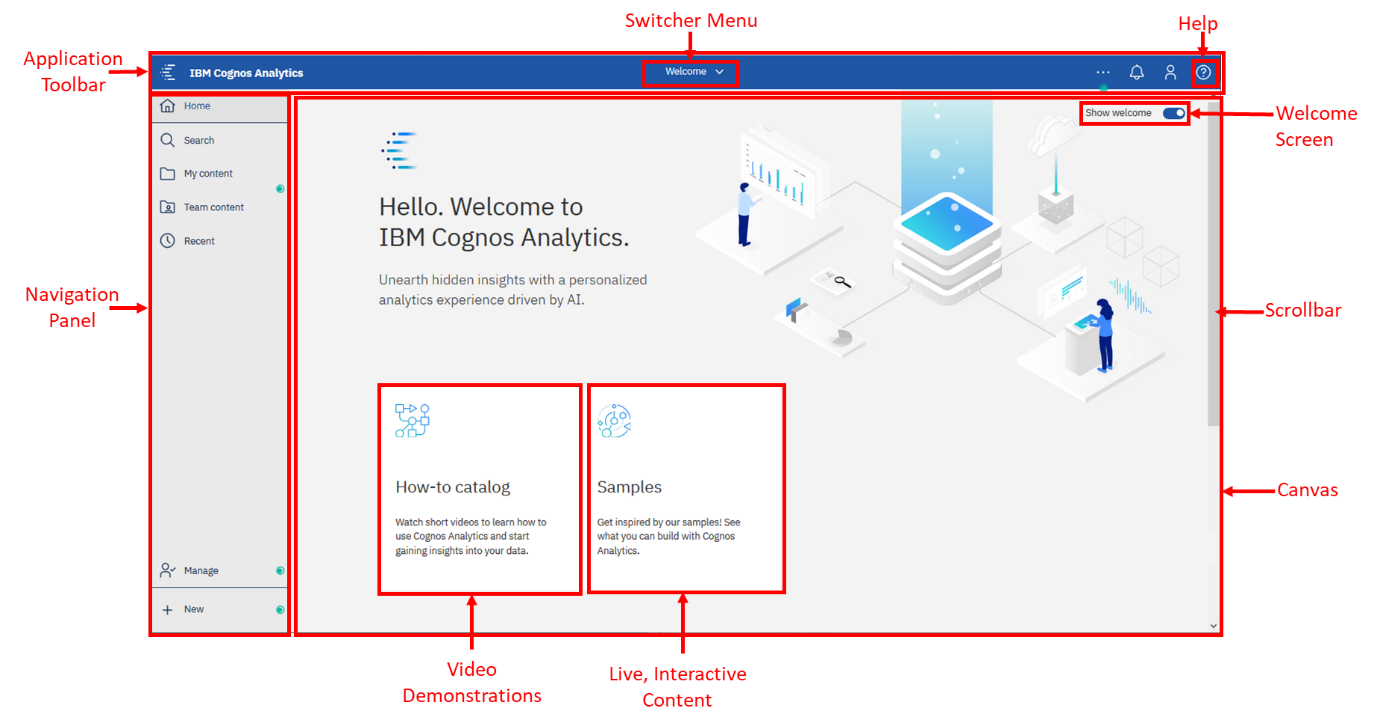 Switcher Menu
Help
Application
Toolbar
IBM Cognos Analytics
Welcome
Home
Search
My content
Team content
Recent
Navigation
Panel
Manage
New
Show welcome
Welcome
Screen
Hello. Welcome to
IBM Cognos Analytics.
Unearth hidden insights with a personalized
analytics experience driven by AI.
Scrollbar
Canvas
How-to catalog
Watch short videos to learn how to
use Cognos Analytics and start
gaining insights into your data.
Samples
Get inspired by our samples! See
what you can build with Cognos
Analytics.
Video
Demonstrations
Live, Interactive
Content